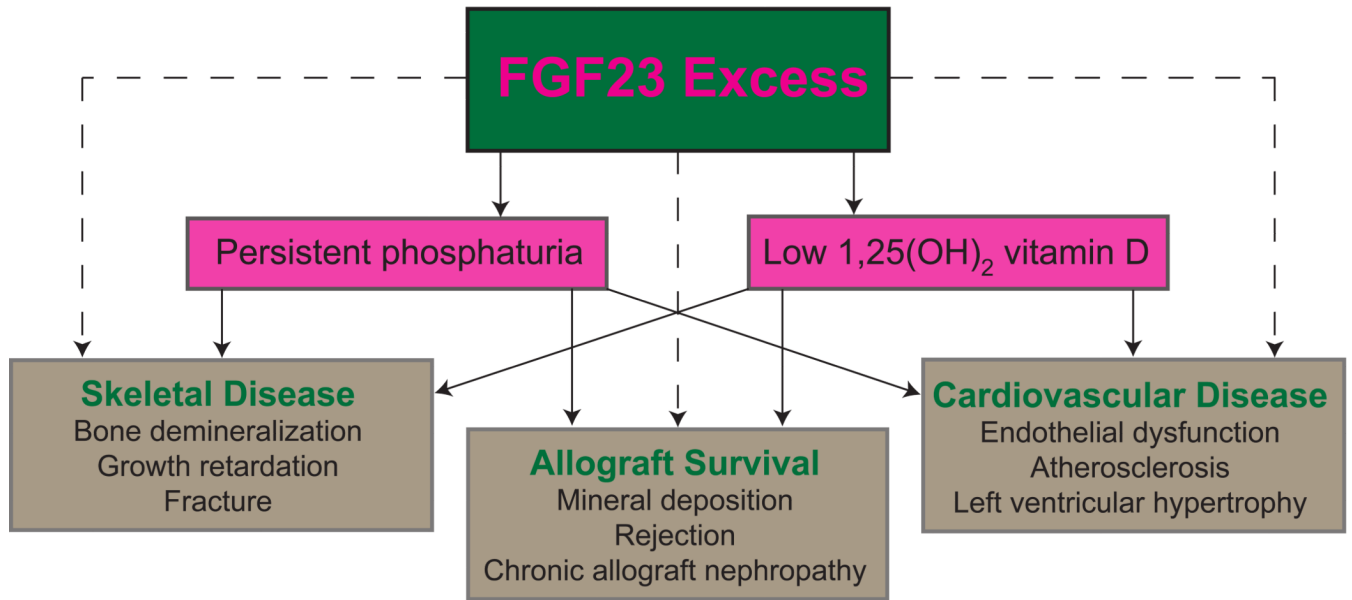 FGF23 Excess
Persistent phosphaturia
Low 1,25(OH)₂ vitamin D
Skeletal Disease
Bone demineralization
Growth retardation
Fracture
Allograft Survival
Mineral deposition
Rejection
Chronic allograft nephropathy
Cardiovascular Disease
Endothelial dysfunction
Atherosclerosis
Left ventricular hypertrophy